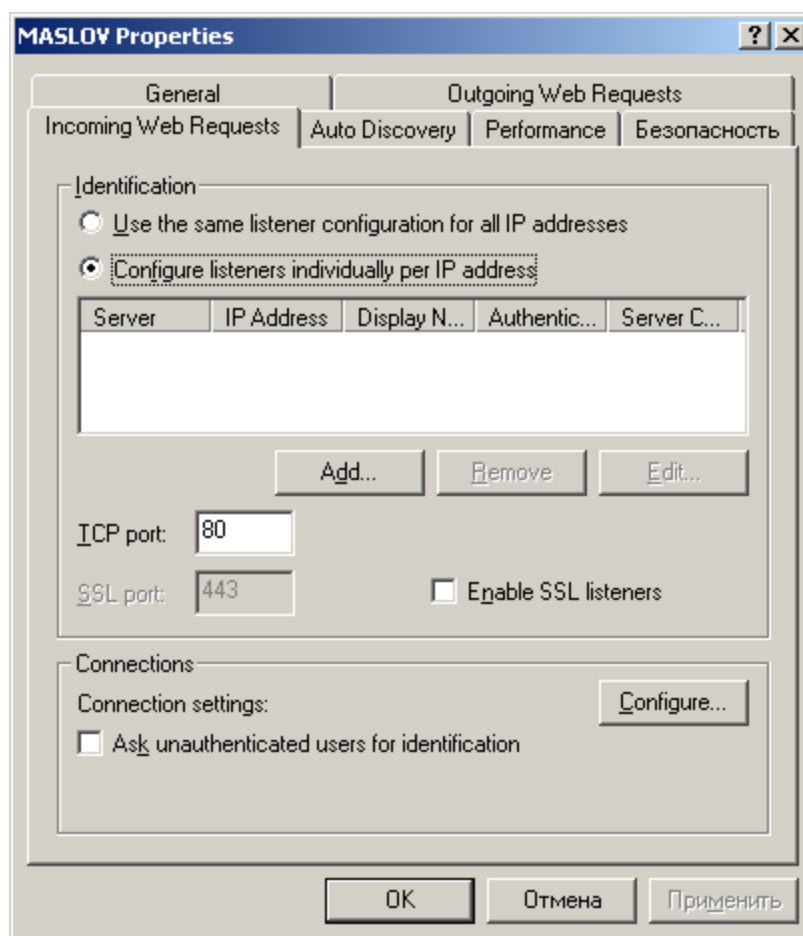 MASLOV Properties
General Outgoing Web Requests
Incoming Web Requests Auto Discovery Performance Безопасность
Identification
Use the same listener configuration for all IP addresses
Configure listeners individually per IP address
Server IP Address Display N... Authentic... Server C...
Add... Remove Edit...
TCP port: 80
SSL port: 443 Enable SSL listeners
Connections
Connection settings: Configure...
Ask unauthenticated users for identification
OK Отмена Применить